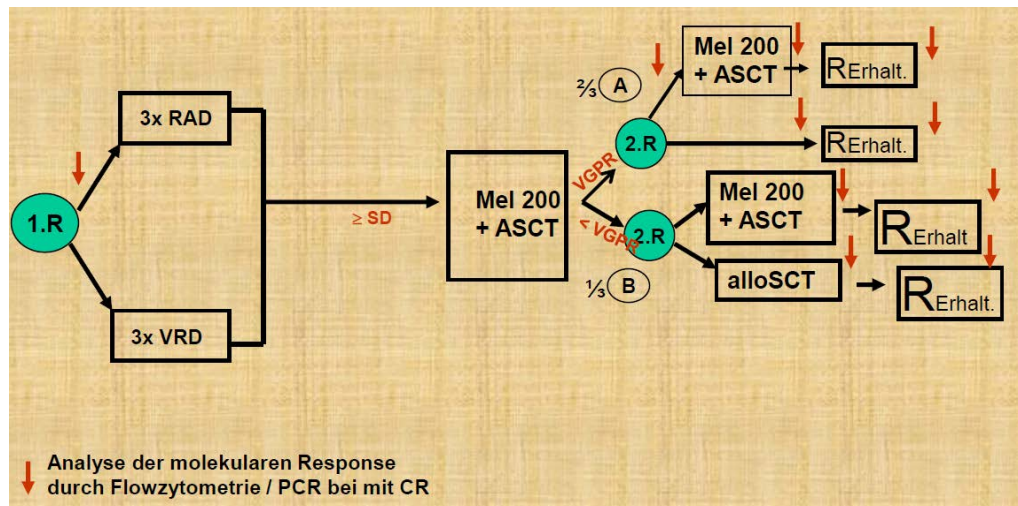 1.R
3x RAD
3x VRD
≥ SD
Mel 200
+ ASCT
VGPR
< VGPR
⅔ A
2.R
Mel 200
+ ASCT
RErhalt.
RErhalt.
⅓ B
2.R
Mel 200
+ ASCT
RErhalt
alloSCT
RErhalt.
Analyse der molekularen Response
durch Flowzytometrie / PCR bei mit CR